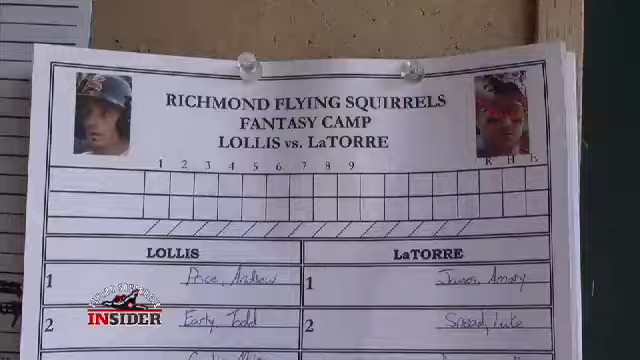 RICHMOND FLYING SQUIRRELS
FANTASY CAMP
LOLLIS vs. LaTORRE
1 2 3 4 5 6 7 8 9 R H E
LOLLIS LaTORRE
1 Price, Andrew 1 James, Amory
2 Early, Todd 2 Snead, Luke
INSIDER